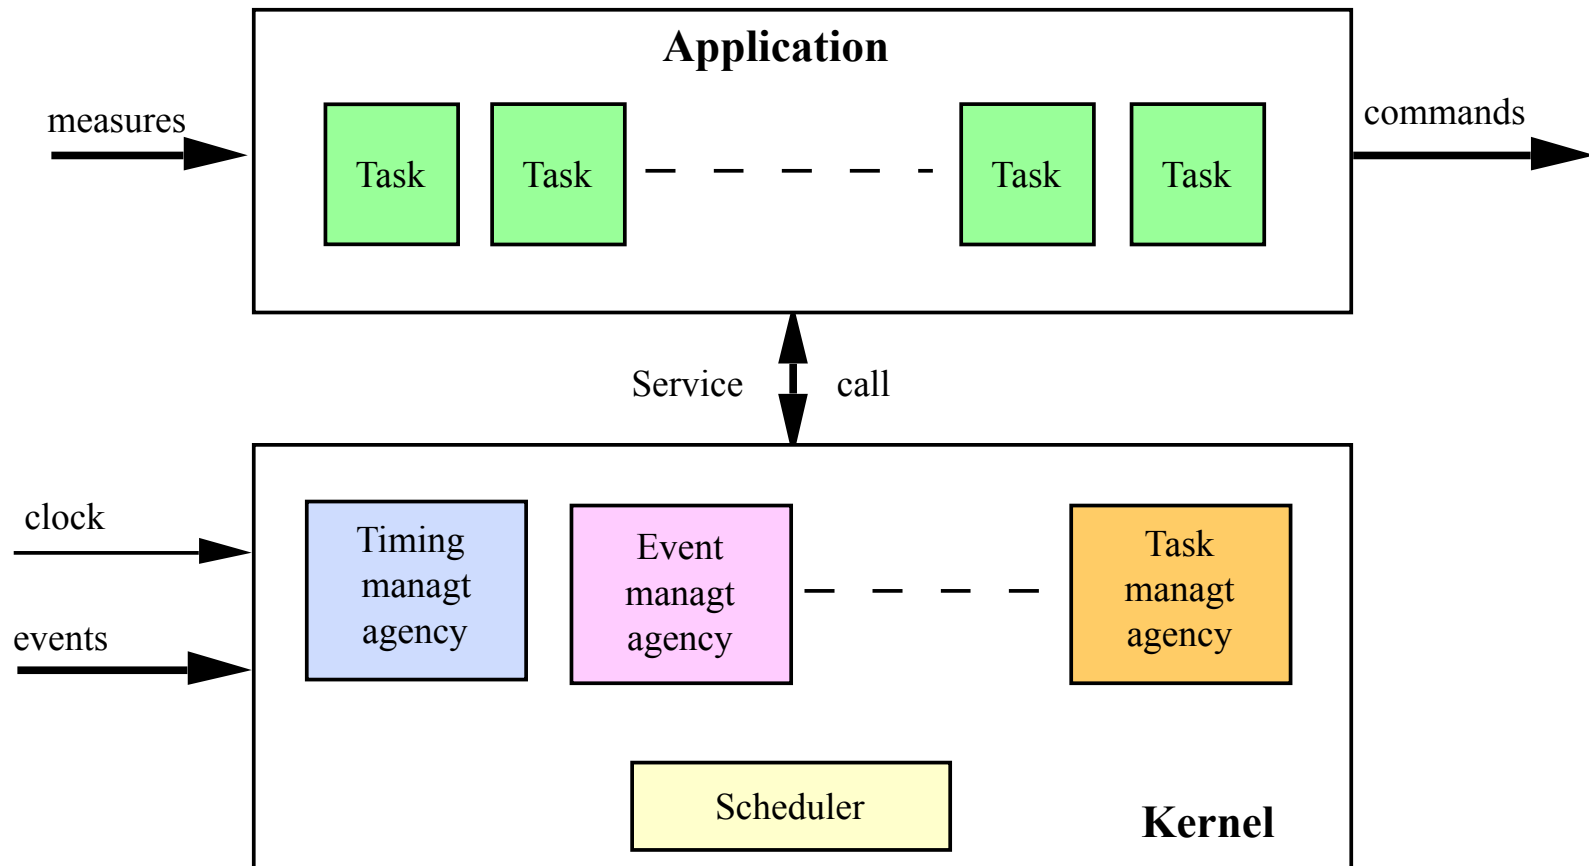 Application
measures
commands
Task
Task
Task
Task
Service call
clock
events
Timing
managt
agency
Event
managt
agency
Task
managt
agency
Scheduler
Kernel